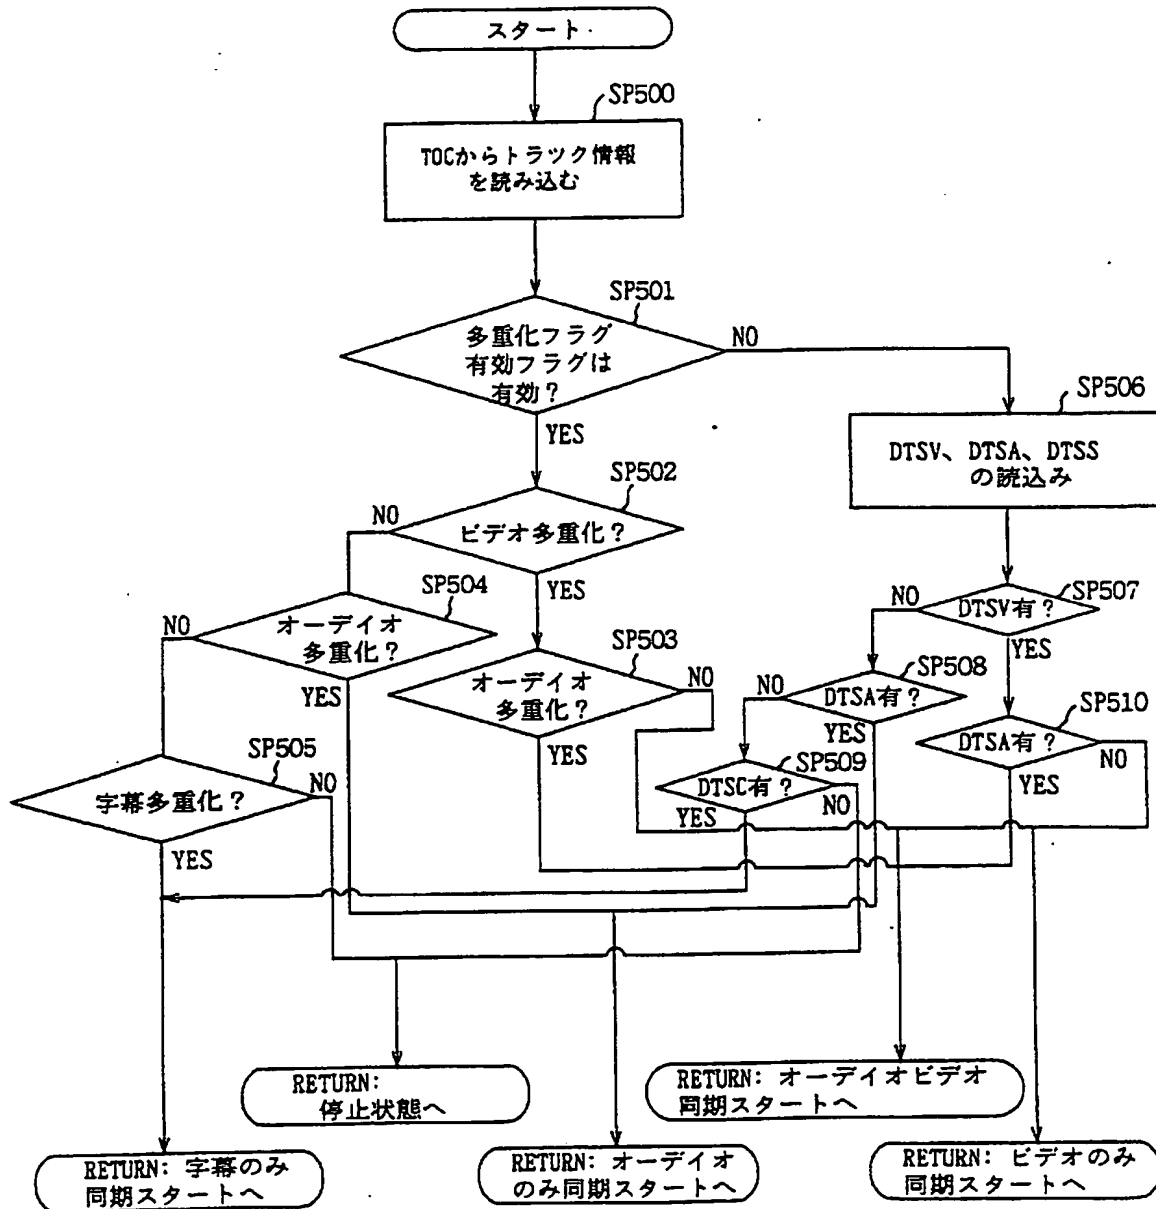 スタート
SP500
TOCからトラツク情報
を読み込む
SP501
多重化フラグ
有効フラグは
有効？
NO
YES
SP506
DTSV、DTSA、DTSS
の読込み
SP502
NO
ビデオ多重化？
YES
SP507
NO
DTSV有？
YES
SP504
NO
オーデイオ
多重化？
YES
SP503
オーデイオ
多重化？
NO
YES
SP508
NO
DTSA有？
YES
SP510
DTSA有？
NO
YES
SP505
字幕多重化？
NO
YES
SP509
DTSC有？
NO
YES
RETURN:
停止状態へ
RETURN: オーデイオビデオ
同期スタートへ
RETURN: 字幕のみ
同期スタートへ
RETURN: オーデイオ
のみ同期スタートへ
RETURN: ビデオのみ
同期スタートへ